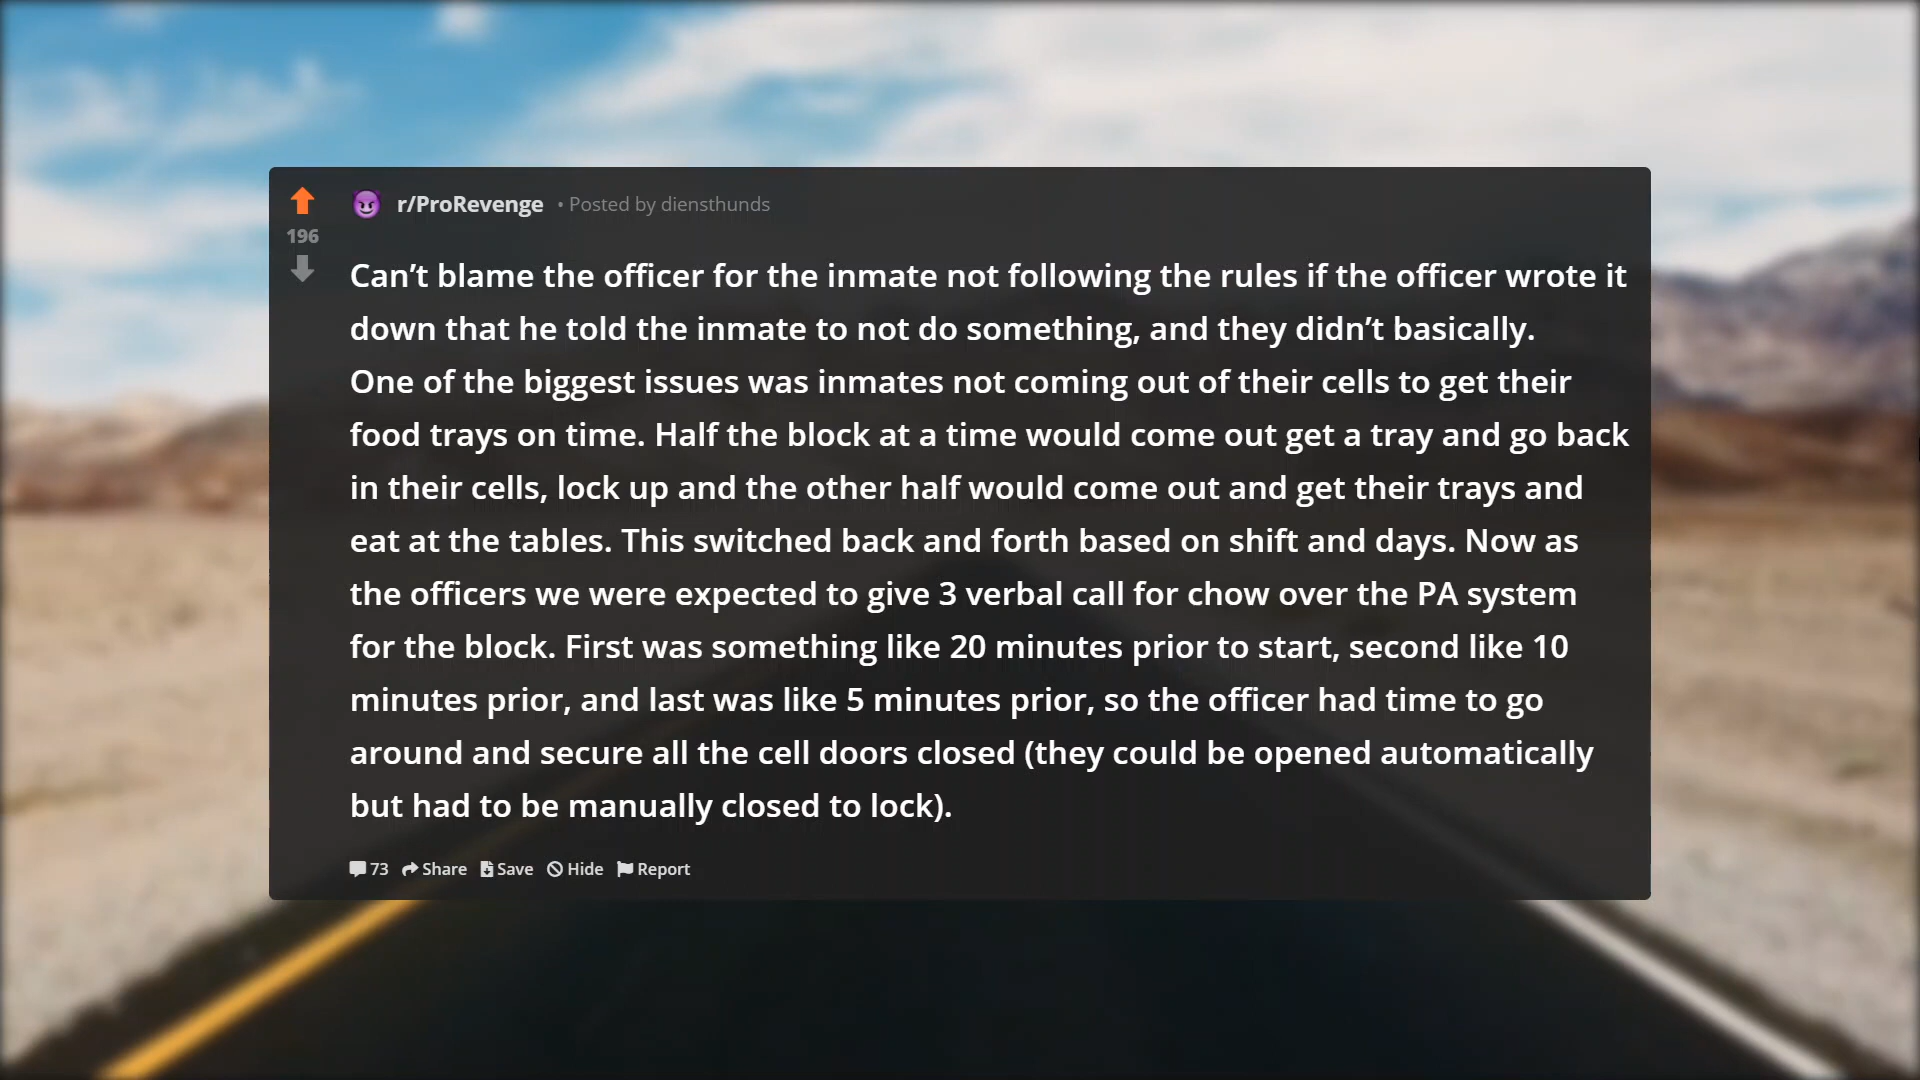 r/ProRevenge • Posted by diensthunds
196
Can’t blame the officer for the inmate not following the rules if the officer wrote it
down that he told the inmate to not do something, and they didn’t basically.
One of the biggest issues was inmates not coming out of their cells to get their
food trays on time. Half the block at a time would come out get a tray and go back
in their cells, lock up and the other half would come out and get their trays and
eat at the tables. This switched back and forth based on shift and days. Now as
the officers we were expected to give 3 verbal call for chow over the PA system
for the block. First was something like 20 minutes prior to start, second like 10
minutes prior, and last was like 5 minutes prior, so the officer had time to go
around and secure all the cell doors closed (they could be opened automatically
but had to be manually closed to lock).
73 Share Save Hide Report